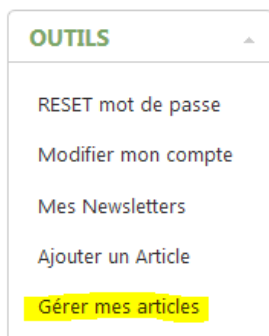 OUTILS
RESET mot de passe
Modifier mon compte
Mes Newsletters
Ajouter un Article
Gérer mes articles